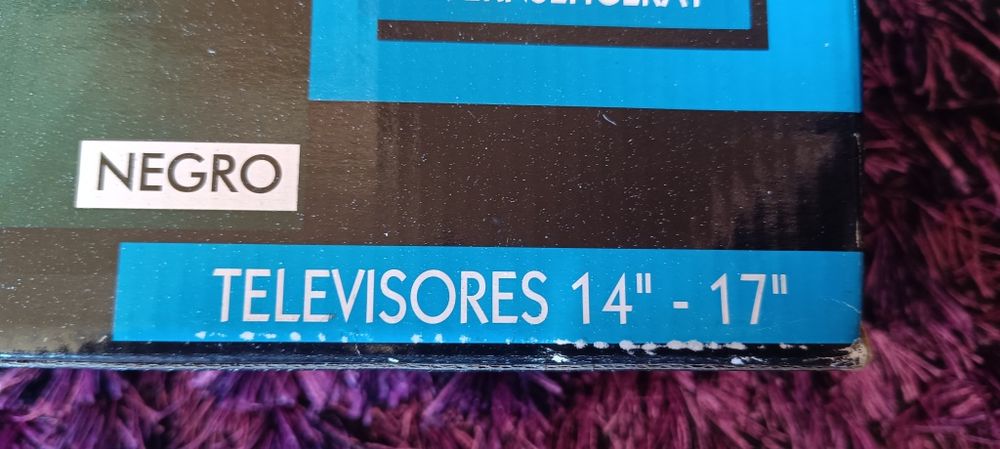 NEGRO
TELEVISORES 14" - 17"